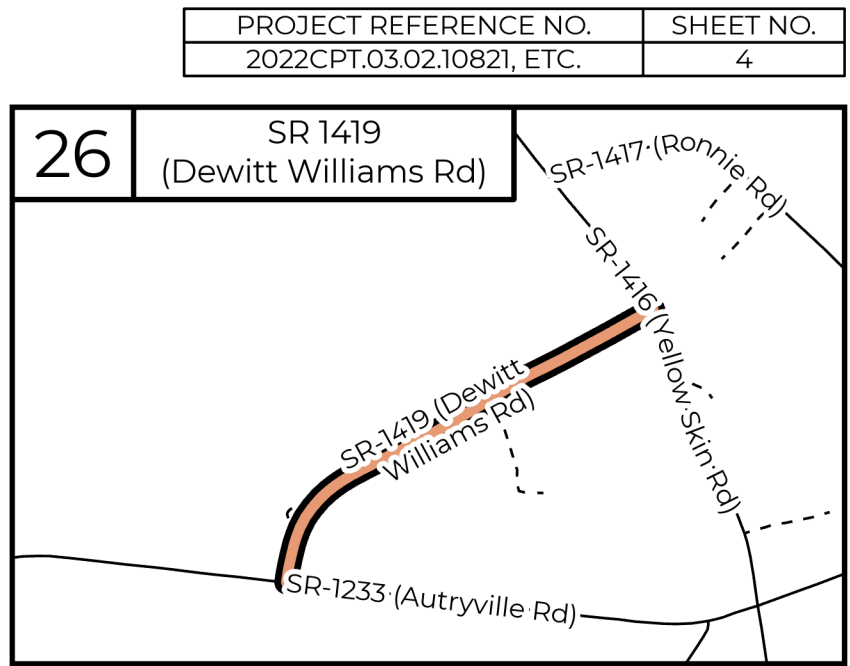 PROJECT REFERENCE NO. SHEET NO.
2022CPT.03.02.10821, ETC. 4
26
SR 1419
(Dewitt Williams Rd)
SR-1417 (Ronnie Rd)
SR-1416 (Yellow Skin Rd)
SR-1419 (Dewitt
Williams Rd)
SR-1233 (Autryville Rd)